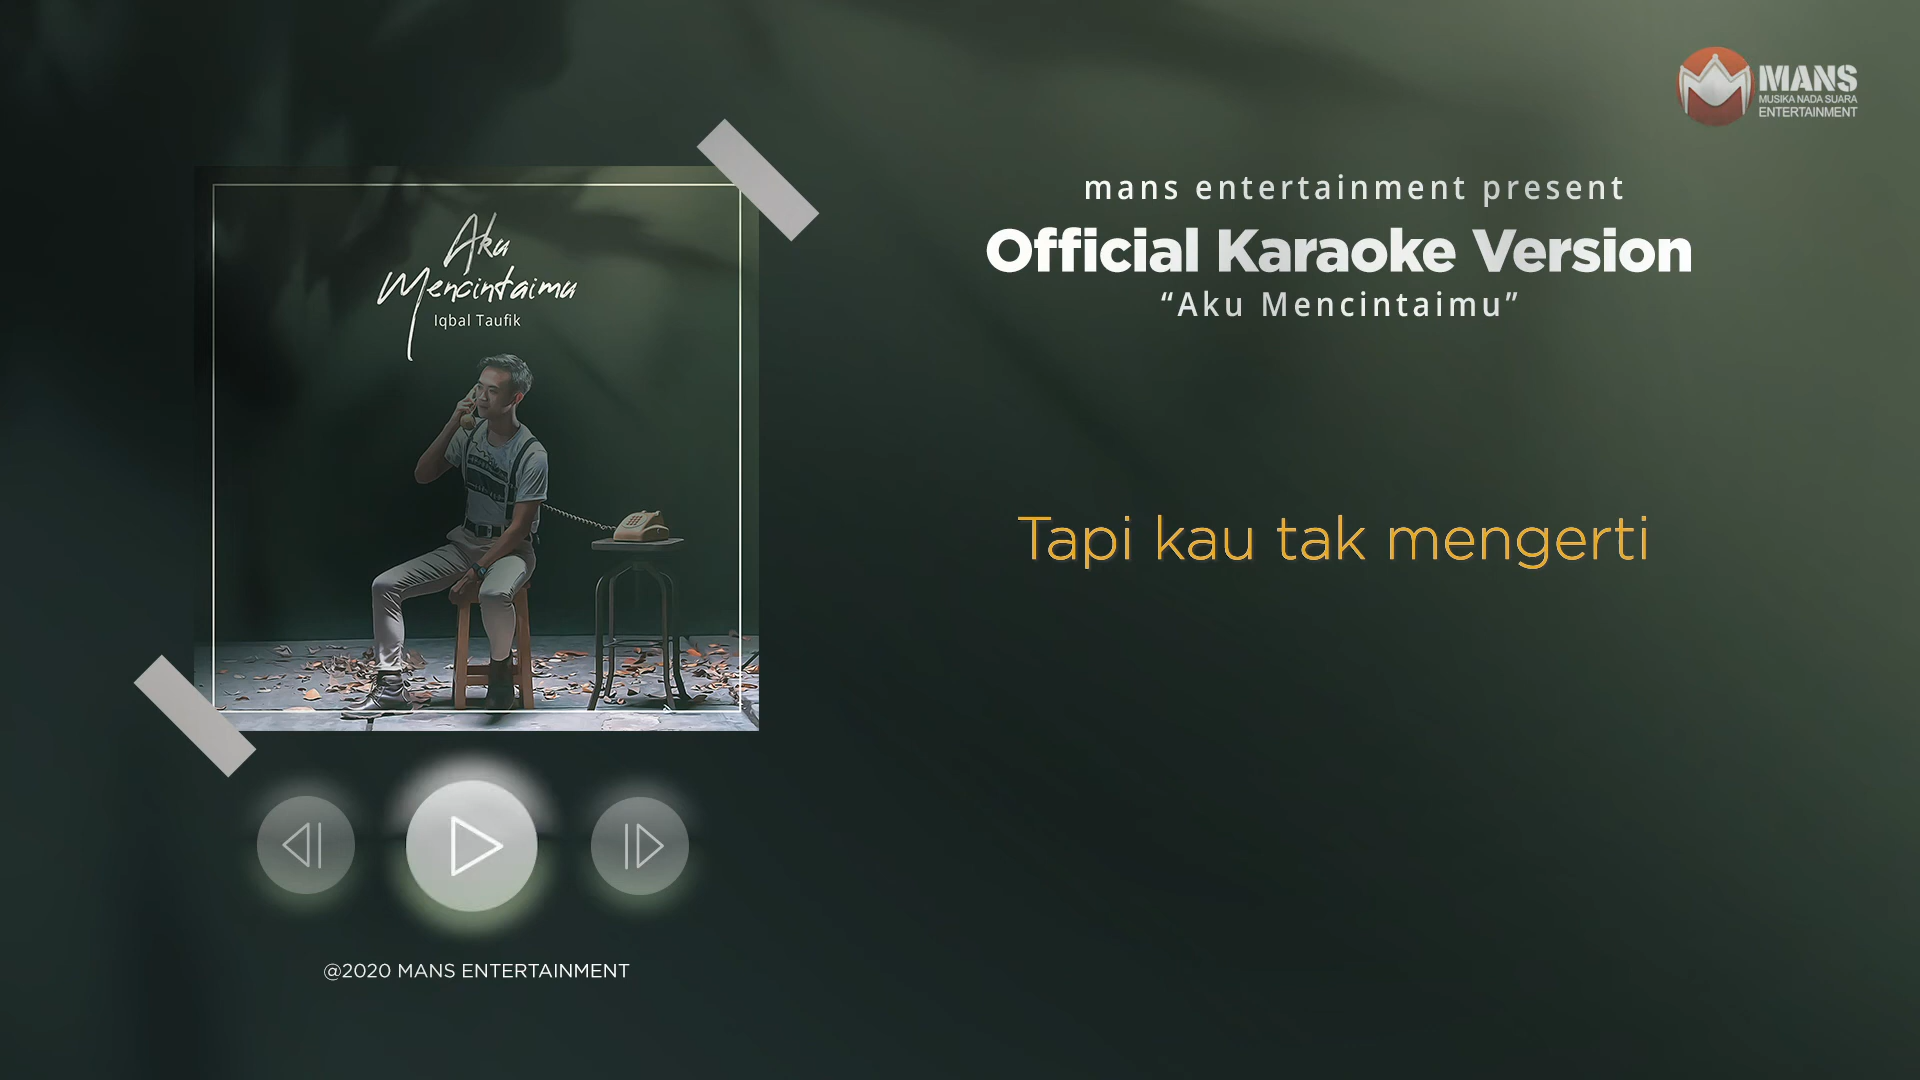 MANS
MUSIKA NADA SUARA
ENTERTAINMENT
Aku
Mencintaimu
Iqbal Taufik
mans entertainment present
Official Karaoke Version
“Aku Mencintaimu”
Tapi kau tak mengerti
@2020 MANS ENTERTAINMENT